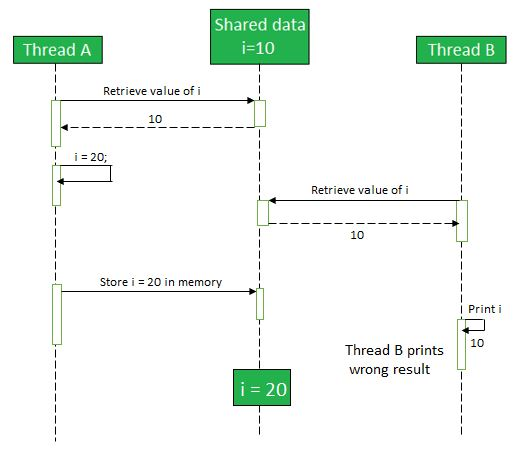 Shared data
i=10
Thread A
Thread B
Retrieve value of i
10
i = 20;
Retrieve value of i
10
Store i = 20 in memory
Print i
10
Thread B prints
wrong result
i = 20